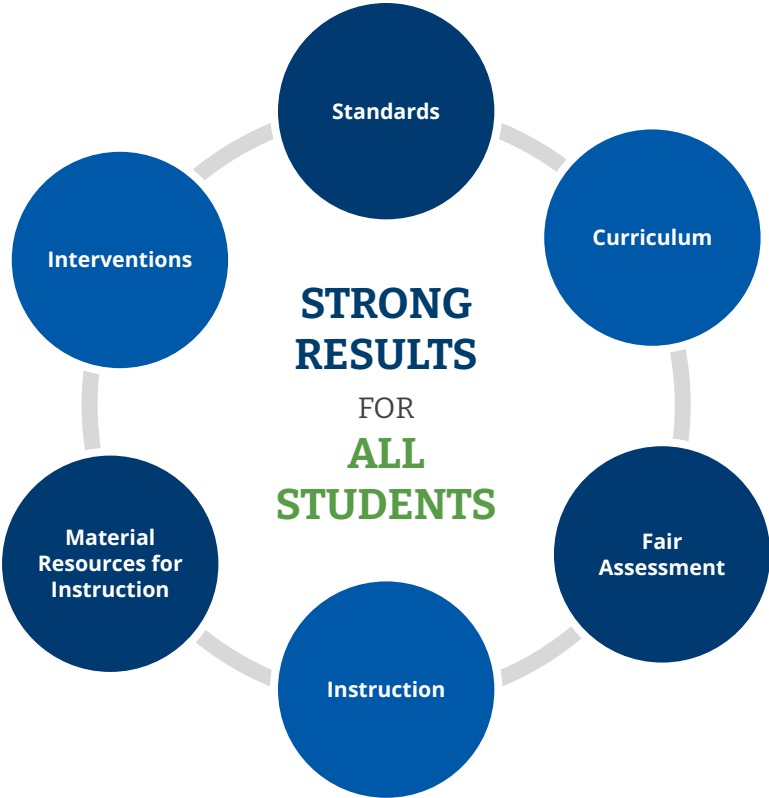 Standards
Curriculum
Interventions
STRONG
RESULTS
FOR
ALL
STUDENTS
Fair
Assessment
Material
Resources for
Instruction
Instruction